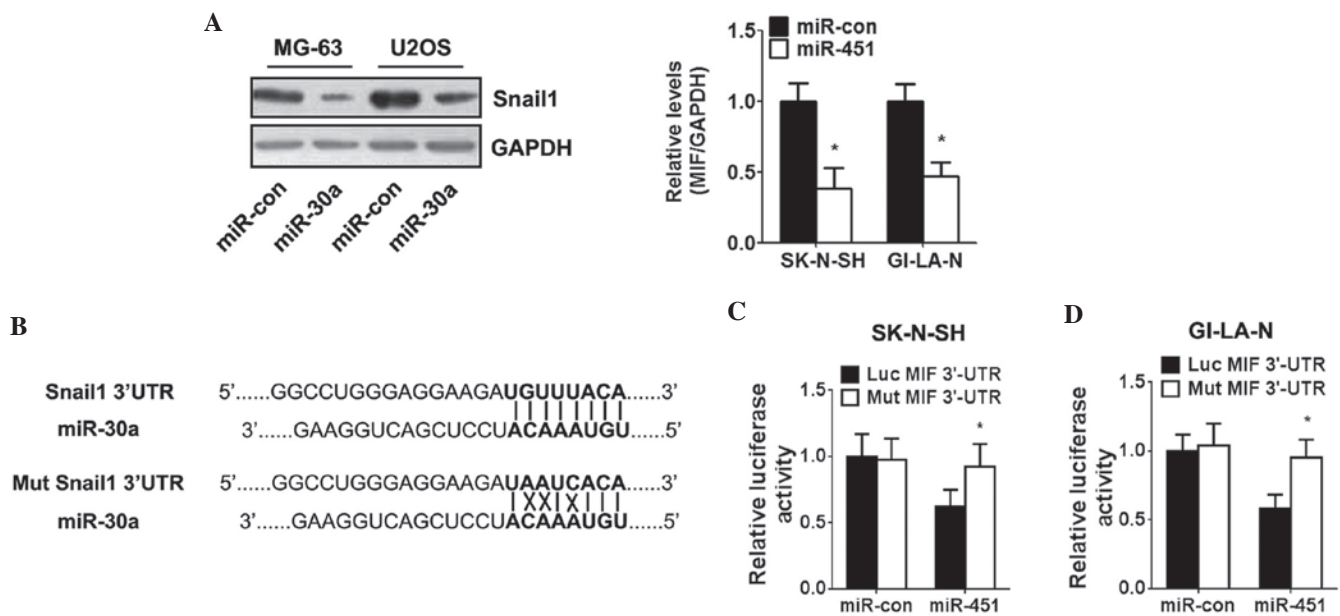 A
MG-63 U2OS
Snail1
GAPDH
miR-con miR-30a miR-con miR-30a
Relative levels
(MIF/GAPDH)
1.5
1.0
0.5
0.0
miR-con
miR-451
* *
SK-N-SH GI-LA-N
B
Snail1 3'UTR 5'......GGCCUGGGAGGAAGAUGUUUACA......3'
miR-30a 3'......GAAGGUCAGCUCCUACAAAUGU......5'
Mut Snail1 3'UTR 5'......GGCCUGGGAGGAAGAUAAUCACA......3'
miR-30a 3'......GAAGGUCAGCUCCUACAAAUGU......5'
C
SK-N-SH
Luc MIF 3'-UTR
Mut MIF 3'-UTR
Relative luciferase
activity
1.5
1.0
0.5
0.0
*
miR-con miR-451
D
GI-LA-N
Luc MIF 3'-UTR
Mut MIF 3'-UTR
Relative luciferase
activity
1.5
1.0
0.5
0.0
*
miR-con miR-451